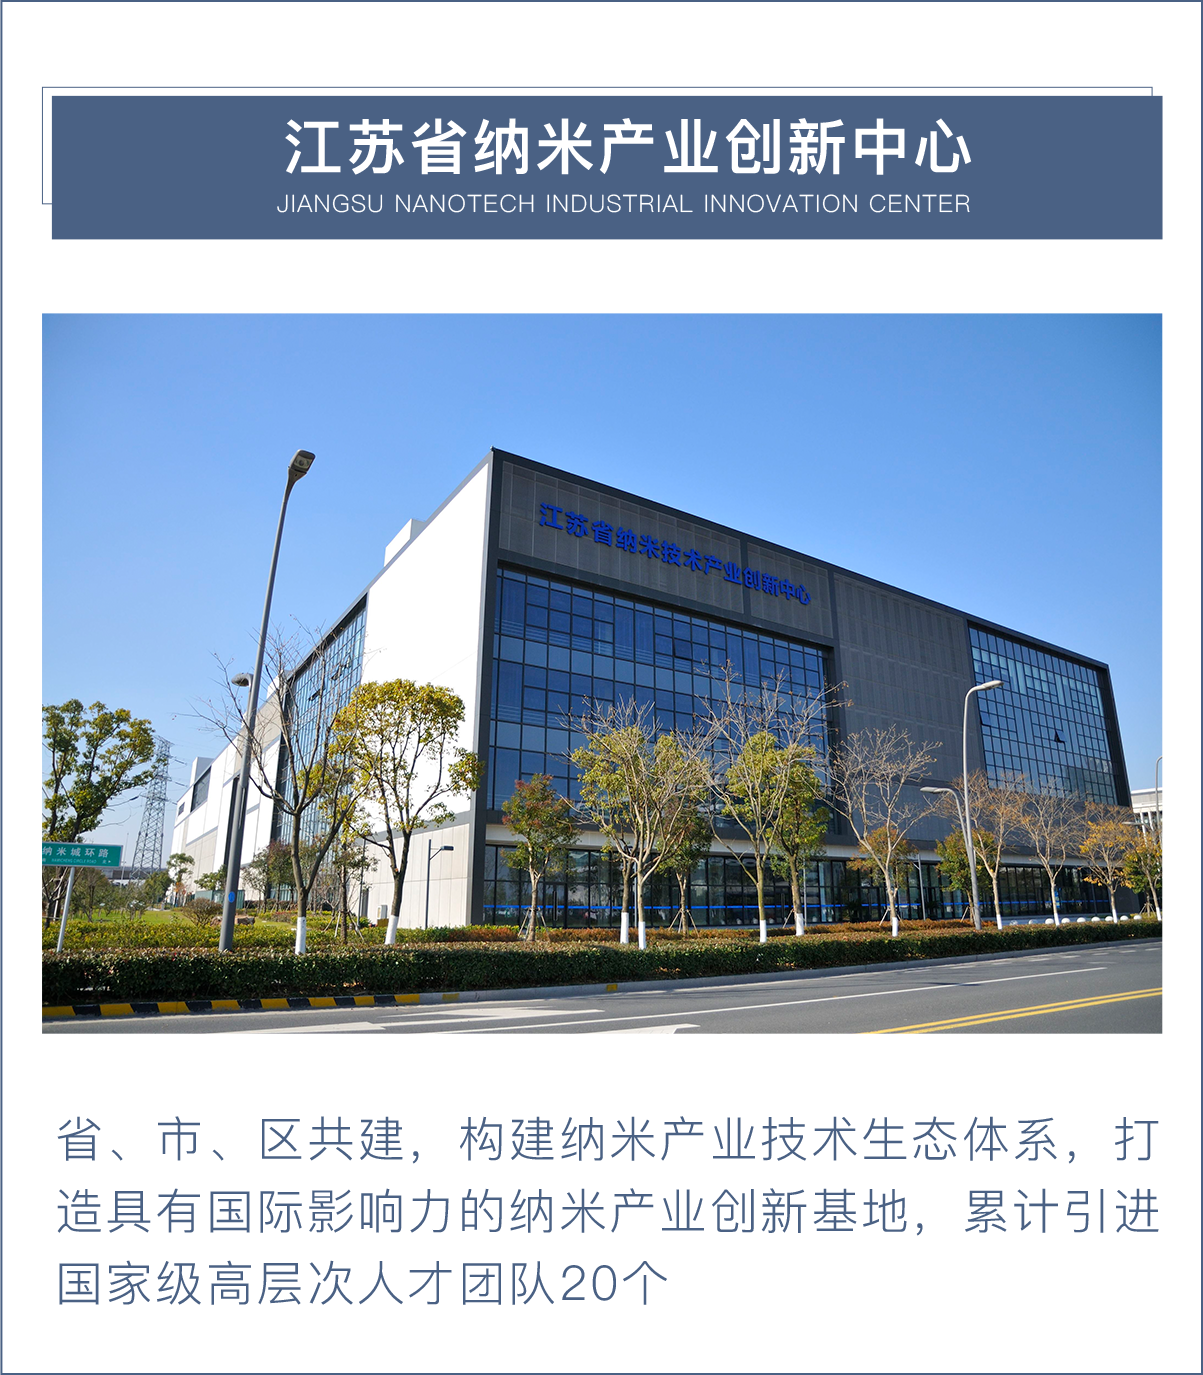 江苏省纳米产业创新中心
JIANGSU NANOTECH INDUSTRIAL INNOVATION CENTER
江苏省纳米技术产业创新中心
纳米城环路
省、市、区共建，构建纳米产业技术生态体系，打
造具有国际影响力的纳米产业创新基地，累计引进
国家级高层次人才团队20个